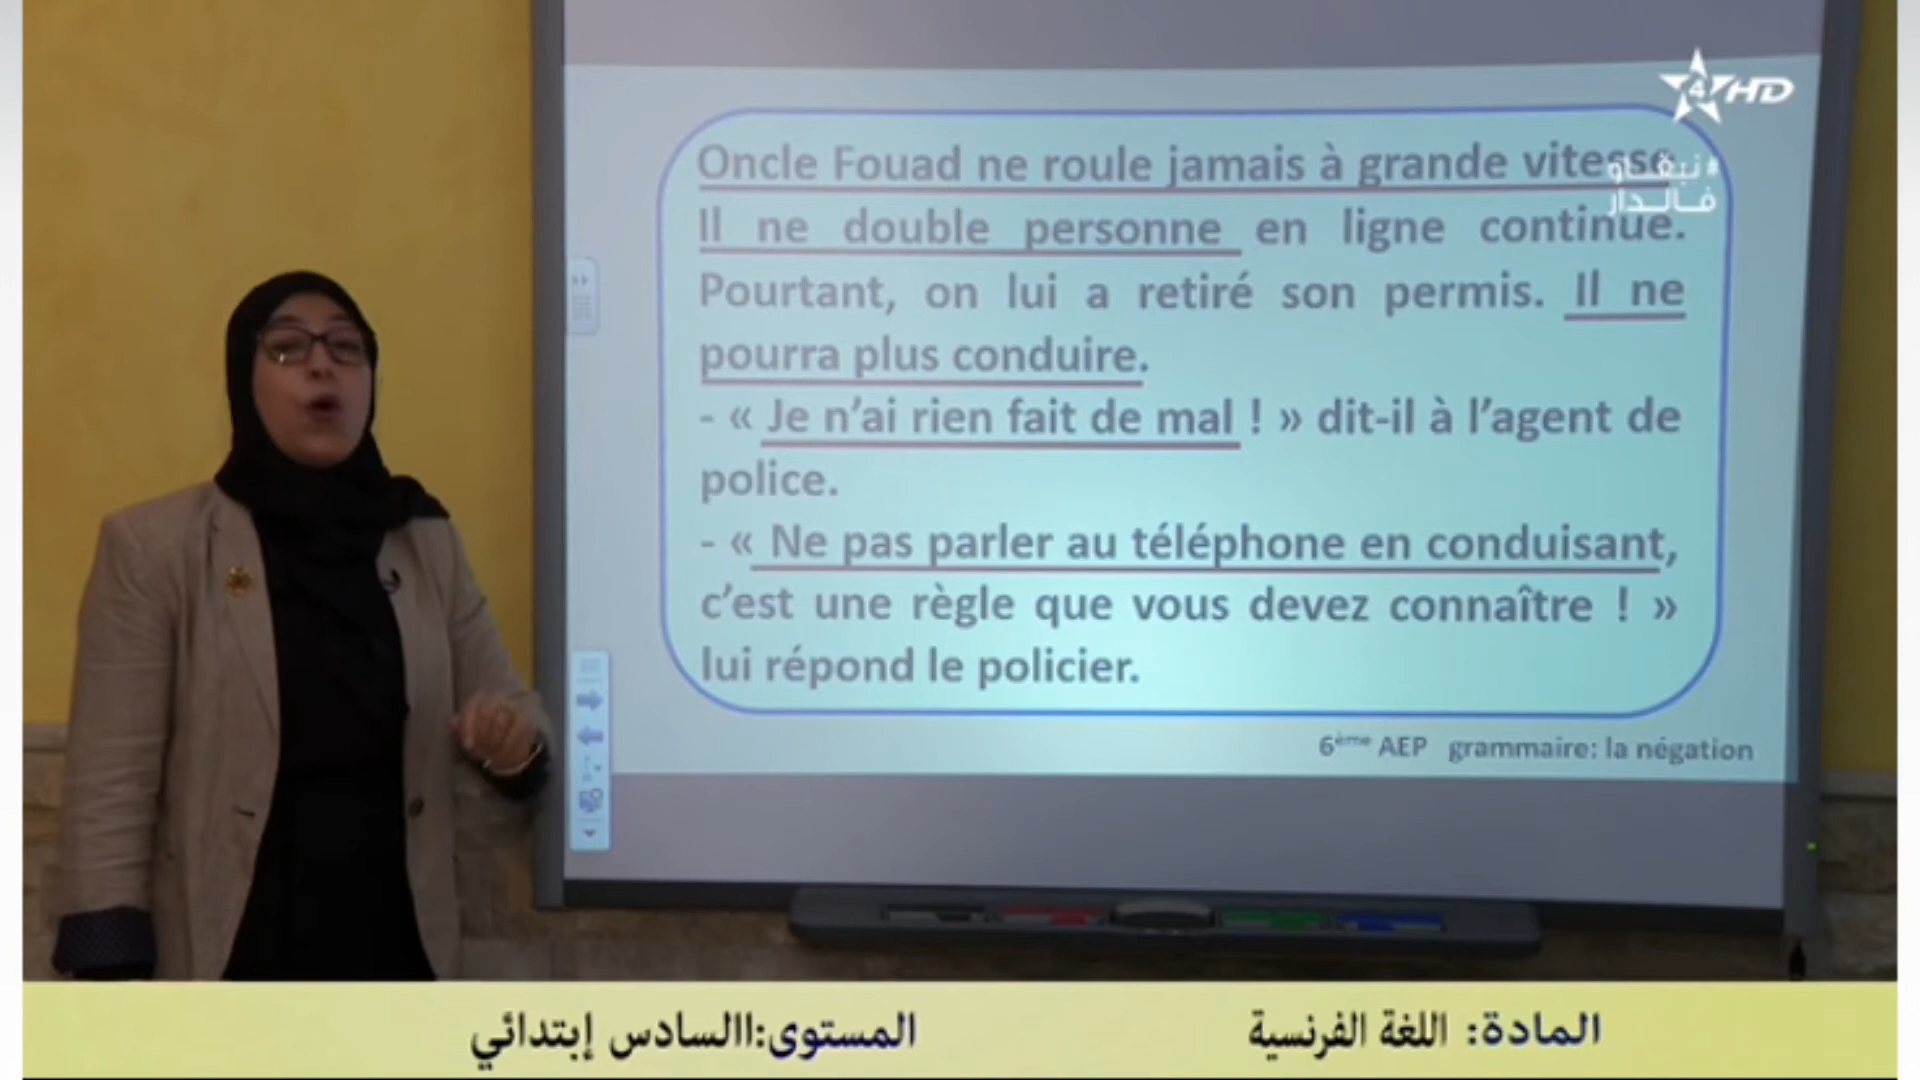 4 HD
#نبقاو
فالدار
Oncle Fouad ne roule jamais à grande vitesse.
Il ne double personne en ligne continue.
Pourtant, on lui a retiré son permis. Il ne
pourra plus conduire.
- « Je n’ai rien fait de mal ! » dit-il à l’agent de
police.
- « Ne pas parler au téléphone en conduisant,
c’est une règle que vous devez connaître ! »
lui répond le policier.
6ème AEP grammaire: la négation
المادة: اللغة الفرنسية
المستوى:االسادس إبتدائي